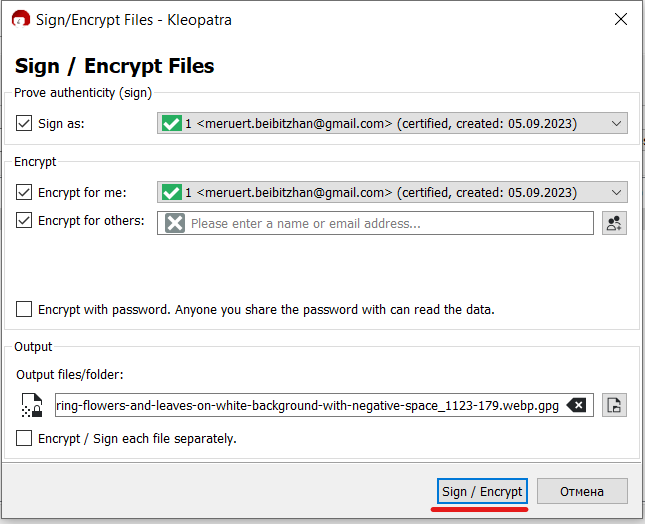 Sign/Encrypt Files - Kleopatra
Sign / Encrypt Files
Prove authenticity (sign)
Sign as:
1 <meruert.beibitzhan@gmail.com> (certified, created: 05.09.2023)
Encrypt
Encrypt for me:
1 <meruert.beibitzhan@gmail.com> (certified, created: 05.09.2023)
Encrypt for others:
Please enter a name or email address...
Encrypt with password. Anyone you share the password with can read the data.
Output
Output files/folder:
ring-flowers-and-leaves-on-white-background-with-negative-space_1123-179.webp.gpg
Encrypt / Sign each file separately.
Sign / Encrypt
Отмена